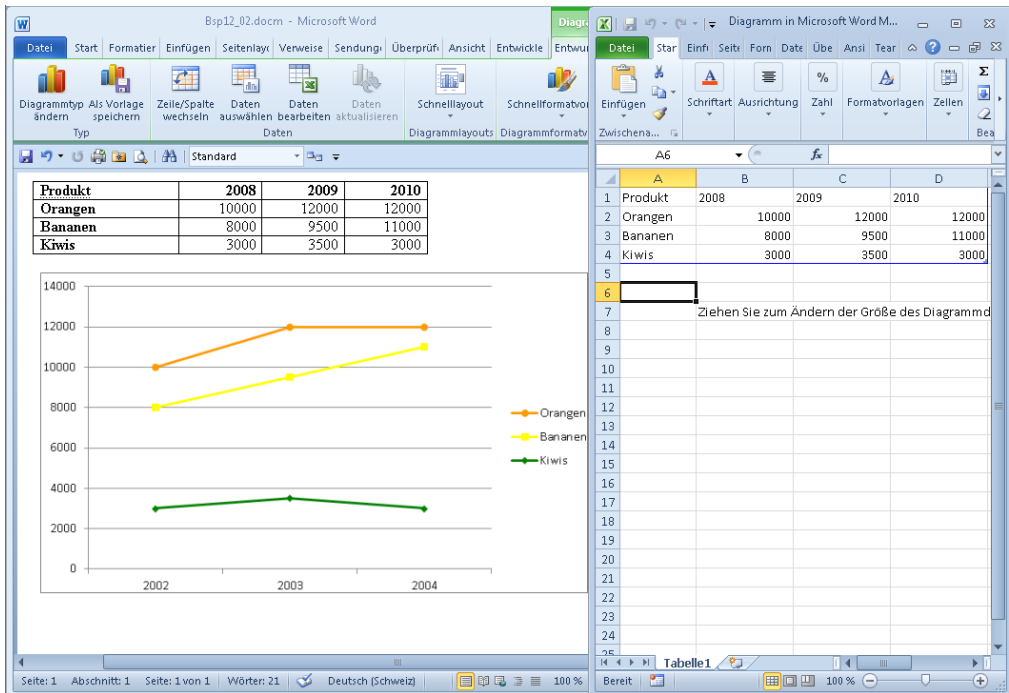 Bsp12_02.docm - Microsoft Word
Diagr
Datei Start Formatier Einfügen Seitenlayo Verweise Sendung Überprüf Ansicht Entwickle Entwur
Diagrammtyp ändern
Als Vorlage speichern
Zeile/Spalte wechseln
Daten auswählen
Daten bearbeiten
Daten aktualisieren
Schnelllayout
Schnellformatvor
Typ Daten Diagrammlayouts Diagrammformatv
Standard
Produkt 2008 2009 2010
Orangen 10000 12000 12000
Bananen 8000 9500 11000
Kiwis 3000 3500 3000
14000
12000
10000
8000
6000
4000
2000
0
2002 2003 2004
Orangen
Bananen
Kiwis
Seite: 1 Abschnitt: 1 Seite: 1 von 1 Wörter: 21 Deutsch (Schweiz) 100 %
Diagramm in Microsoft Word M...
Datei Star Einfü Seite Forn Date Übe Ansi Tear
Einfügen
Schriftart Ausrichtung Zahl Formatvorlagen Zellen
Zwischena... Bea
A6 fx
A B C D
1 Produkt 2008 2009 2010
2 Orangen 10000 12000 12000
3 Bananen 8000 9500 11000
4 Kiwis 3000 3500 3000
5
6
7 Ziehen Sie zum Ändern der Größe des Diagrammd
8
9
10
11
12
13
14
15
16
17
18
19
20
21
22
23
24
25
Tabelle1
Bereit 100 %